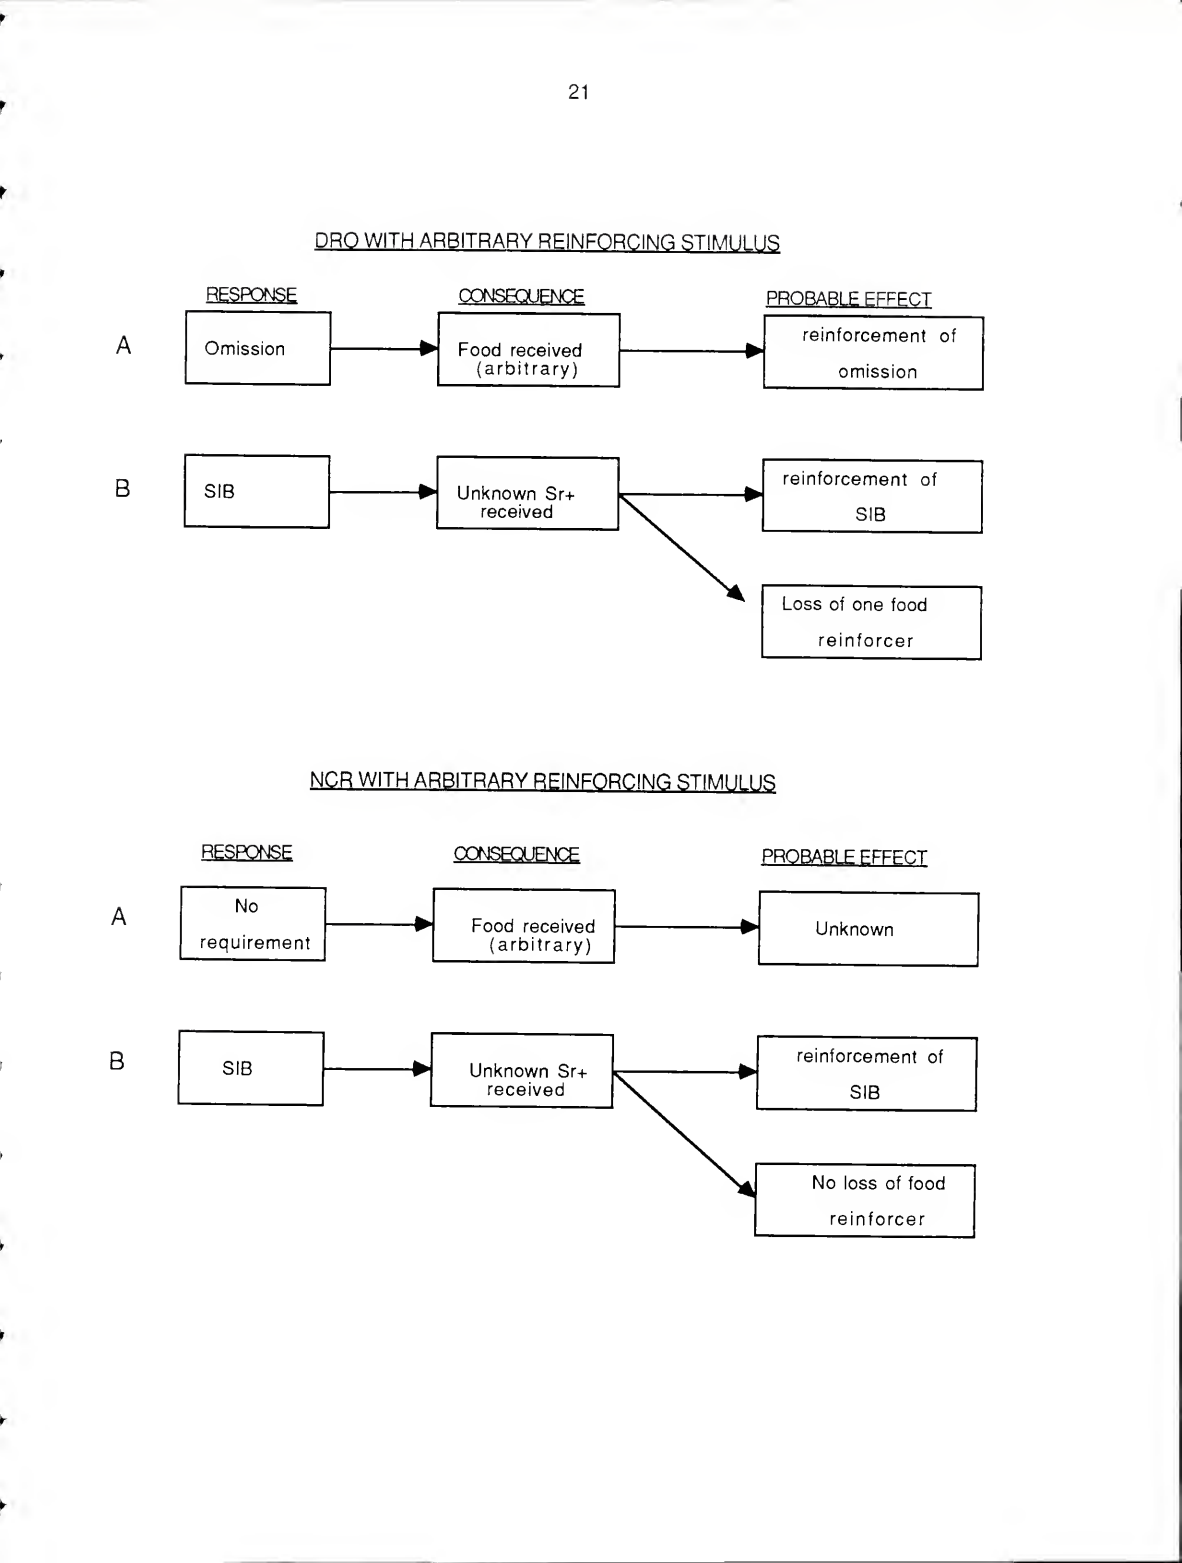 21
DRO WITH ARBITRARY REINFORCING STIMULUS
RESPONSE CONSEQUENCE PROBABLE EFFECT
A
Omission
Food received
(arbitrary)
reinforcement of
omission
B
SIB
Unknown Sr+
received
reinforcement of
SIB
Loss of one food
reinforcer
NCR WITH ARBITRARY REINFORCING STIMULUS
RESPONSE CONSEQUENCE PROBABLE EFFECT
A
No
requirement
Food received
(arbitrary)
Unknown
B
SIB
Unknown Sr+
received
reinforcement of
SIB
No loss of food
reinforcer